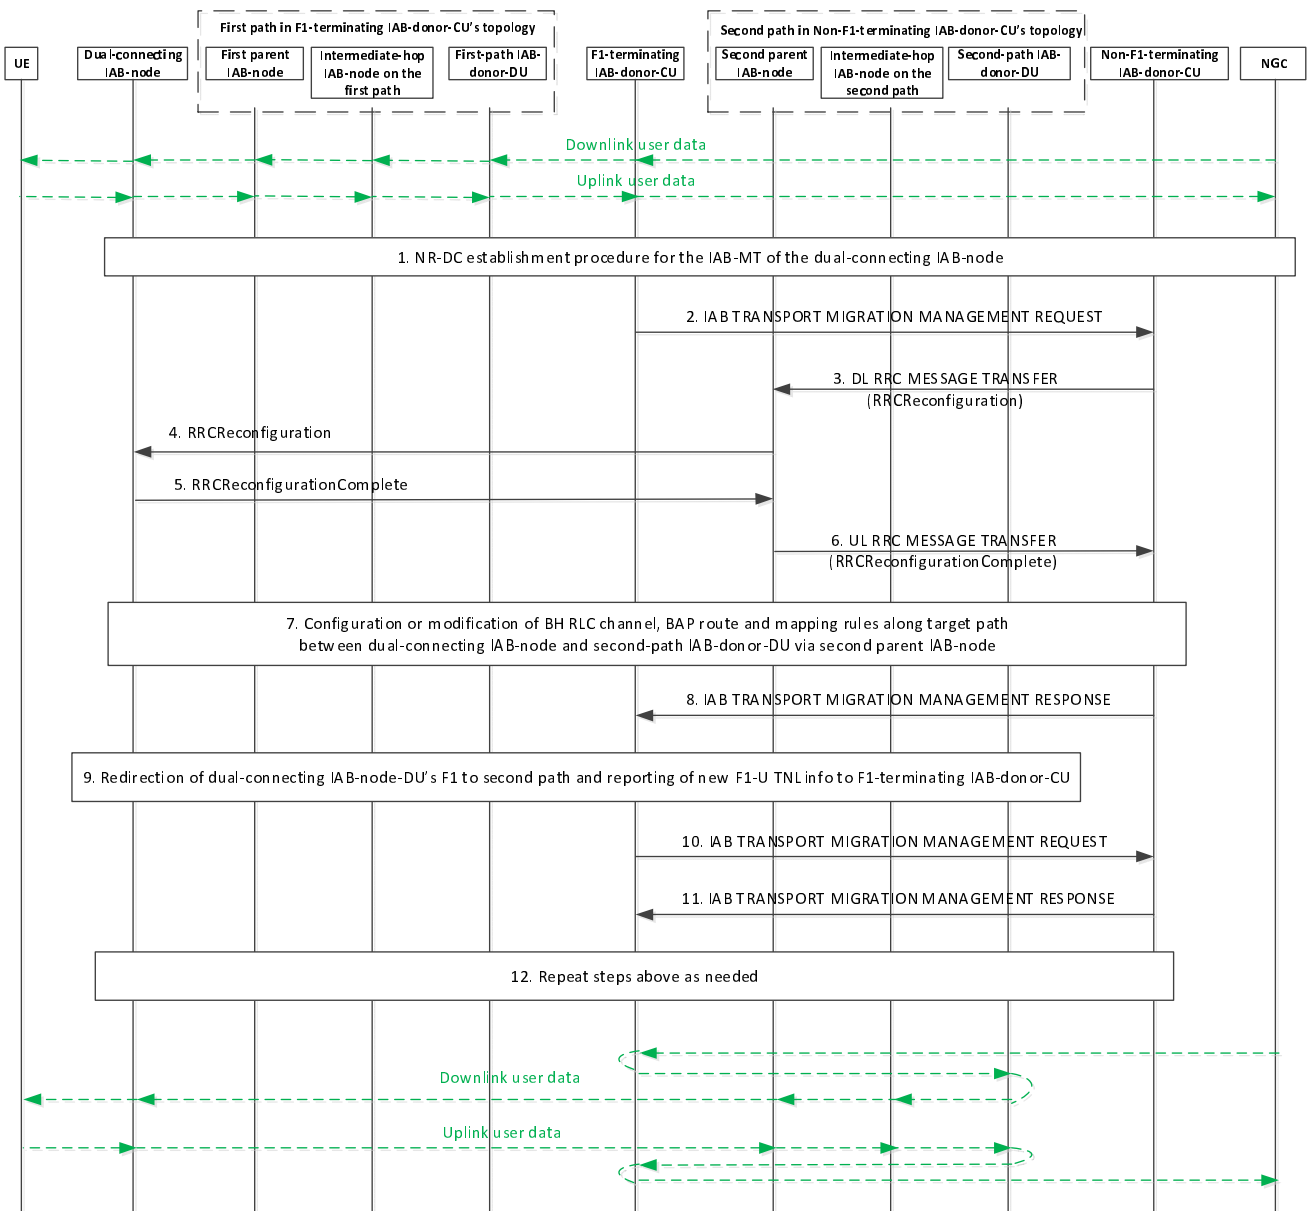 First path in F1-terminating IAB-donor-CU's topology
Second path in Non-F1-terminating IAB-donor-CU's topology
UE
Dual-connecting
IAB-node
First parent
IAB-node
Intermediate-hop
IAB-node on the
first path
First-path IAB-
donor-DU
F1-terminating
IAB-donor-CU
Second parent
IAB-node
Intermediate-hop
IAB-node on the
second path
Second-path IAB-
donor-DU
Non-F1-terminating
IAB-donor-CU
NGC
Downlink user data
Uplink user data
1. NR-DC establishment procedure for the IAB-MT of the dual-connecting IAB-node
2. IAB TRANSPORT MIGRATION MANAGEMENT REQUEST
3. DL RRC MESSAGE TRANSFER
(RRCReconfiguration)
4. RRCReconfiguration
5. RRCReconfigurationComplete
6. UL RRC MESSAGE TRANSFER
(RRCReconfigurationComplete)
7. Configuration or modification of BH RLC channel, BAP route and mapping rules along target path
between dual-connecting IAB-node and second-path IAB-donor-DU via second parent IAB-node
8. IAB TRANSPORT MIGRATION MANAGEMENT RESPONSE
9. Redirection of dual-connecting IAB-node-DU's F1 to second path and reporting of new F1-U TNL info to F1-terminating IAB-donor-CU
10. IAB TRANSPORT MIGRATION MANAGEMENT REQUEST
11. IAB TRANSPORT MIGRATION MANAGEMENT RESPONSE
12. Repeat steps above as needed
Downlink user data
Uplink user data